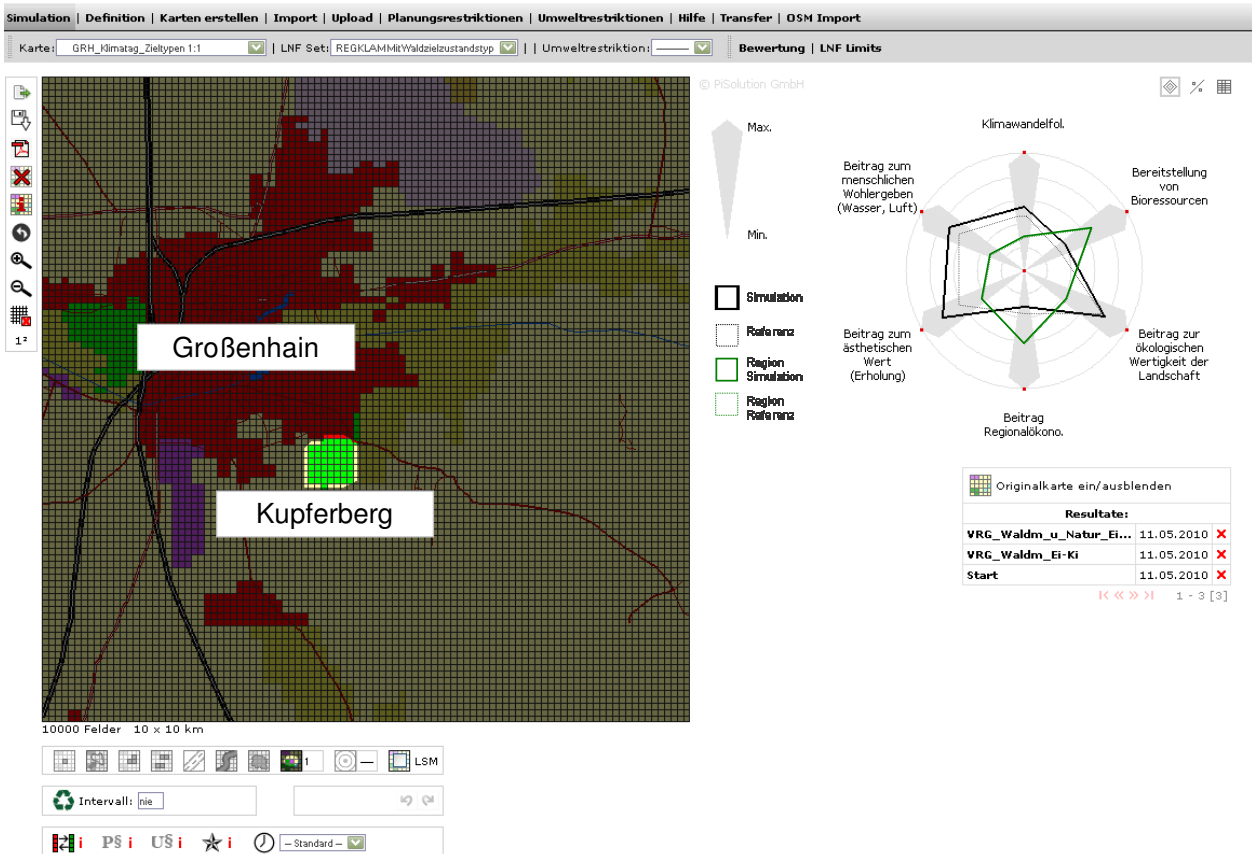 Simulation | Definition | Karten erstellen | Import | Upload | Planungsrestriktionen | Umweltrestriktionen | Hilfe | Transfer | OSM Import
Karte: GRH_Klimatag_Zieltypen 1:1 | LNF Set: REGKLAMMitWaldzielzustandstyp | | Umweltrestriktion: ——— Bewertung | LNF Limits
© PiSolution GmbH
Max.
Min.
Klimawandelfol.
Bereitstellung
von
Bioressourcen
Beitrag zur
ökologischen
Wertigkeit der
Landschaft
Beitrag
Regionalökono.
Beitrag zum
ästhetischen
Wert
(Erholung)
Beitrag zum
menschlichen
Wohlergeben
(Wasser, Luft)
Simulation
Referenz
Region
Simulation
Region
Referenz
1²
Großenhain
Kupferberg
Originalkarte ein/ausblenden
Resultate:
VRG_Waldm_u_Natur_Ei... 11.05.2010
VRG_Waldm_Ei-Ki 11.05.2010
Start 11.05.2010
1 - 3 [3]
10000 Felder 10 x 10 km
1 — LSM
Intervall: nie
i P§ i U§ i i – Standard –